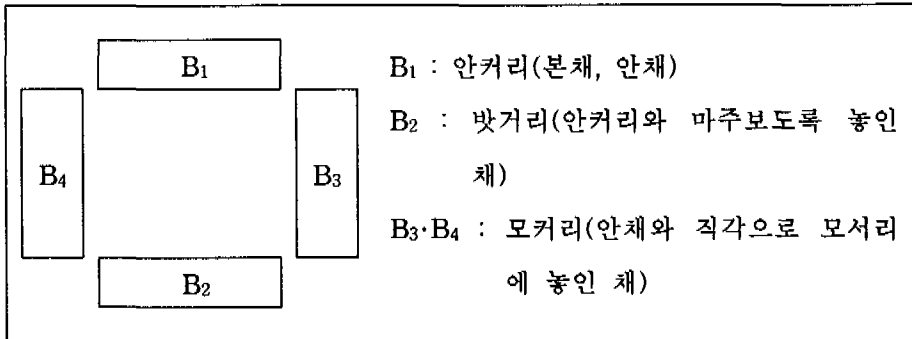 B₁
B₄
B₃
B₂
B₁ : 안커리(본채, 안채)
B₂ : 밧거리(안커리와 마주보도록 놓인
채)
B₃·B₄ : 모커리(안채와 직각으로 모서리
에 놓인 채)